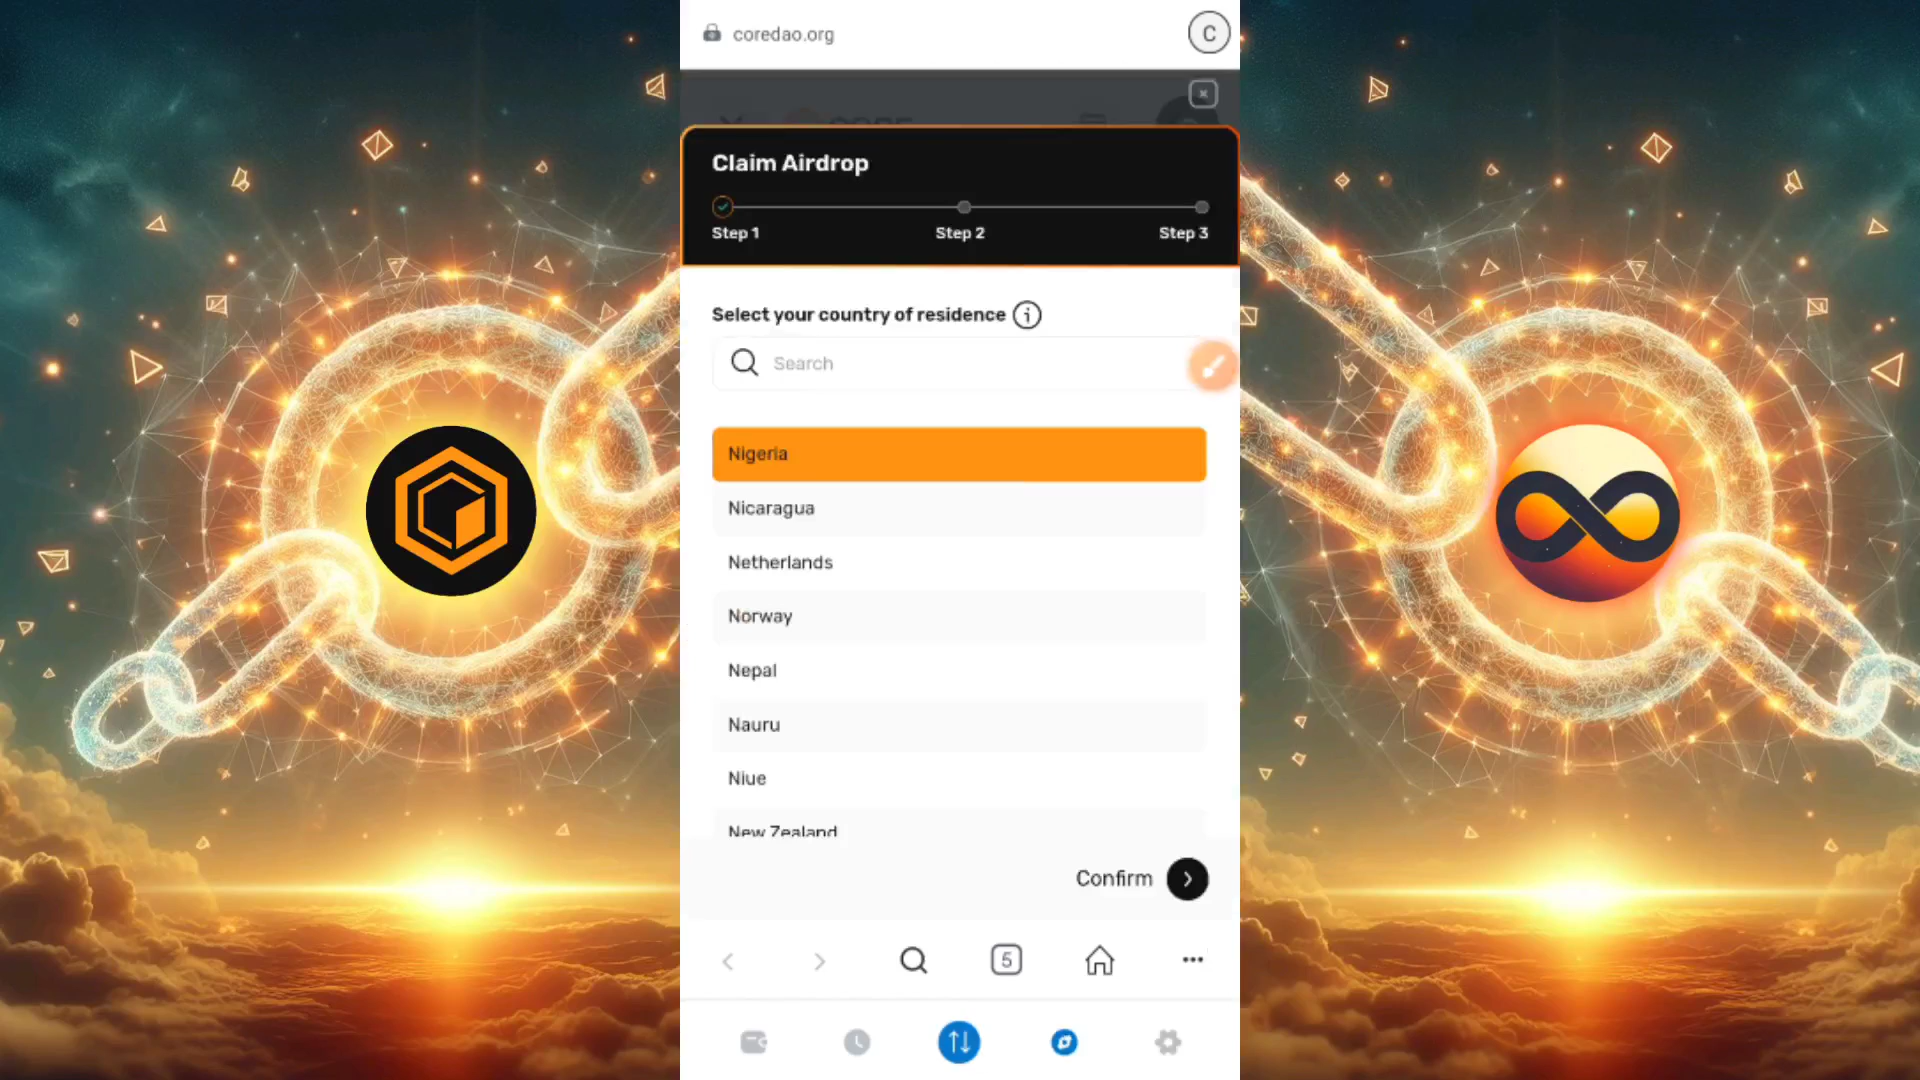 coredao.org
C
CORE
Claim Airdrop
Step 1
Step 2
Step 3
Select your country of residence
Search
Nigeria
Nicaragua
Netherlands
Norway
Nepal
Nauru
Niue
New Zealand
Confirm
5